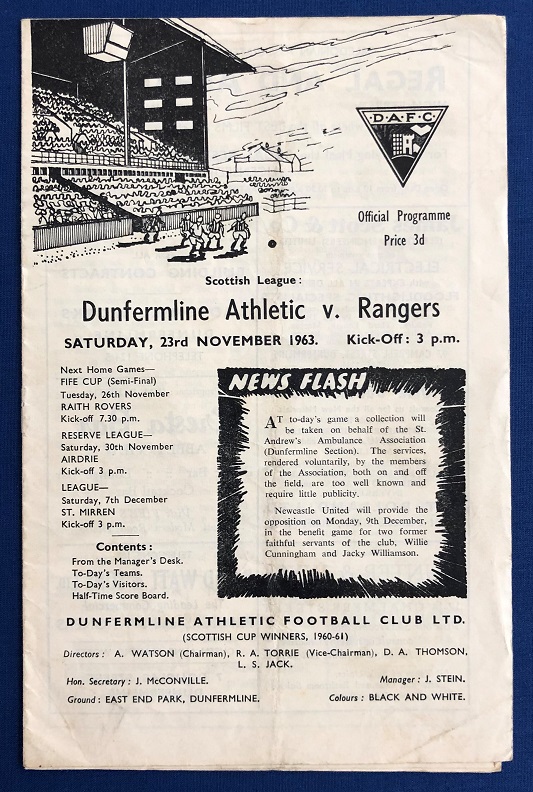 D.A.F.C.
Official Programme
Price 3d
Scottish League:
Dunfermline Athletic v. Rangers
SATURDAY, 23rd NOVEMBER 1963. Kick-Off: 3 p.m.
Next Home Games—
FIFE CUP (Semi-Final)
Tuesday, 26th November
RAITH ROVERS
Kick-off 7.30 p.m.
RESERVE LEAGUE—
Saturday, 30th November
AIRDRIE
Kick-off 3 p.m.
LEAGUE—
Saturday, 7th December
ST. MIRREN
Kick-off 3 p.m.
Contents:
From the Manager's Desk.
To-Day's Teams.
To-Day's Visitors.
Half-Time Score Board.
NEWS FLASH
AT to-day's game a collection will
be taken on behalf of the St.
Andrew's Ambulance Association
(Dunfermline Section). The services,
rendered voluntarily, by the members
of the Association, both on and off
the field, are too well known and
require little publicity.
Newcastle United will provide the
opposition on Monday, 9th December,
in the benefit game for two former
faithful servants of the club, Willie
Cunningham and Jacky Williamson.
DUNFERMLINE ATHLETIC FOOTBALL CLUB LTD.
(SCOTTISH CUP WINNERS, 1960-61)
Directors: A. WATSON (Chairman), R. A. TORRIE (Vice-Chairman), D. A. THOMSON,
L. S. JACK.
Hon. Secretary: J. McCONVILLE. Manager: J. STEIN.
Ground: EAST END PARK, DUNFERMLINE. Colours: BLACK AND WHITE.